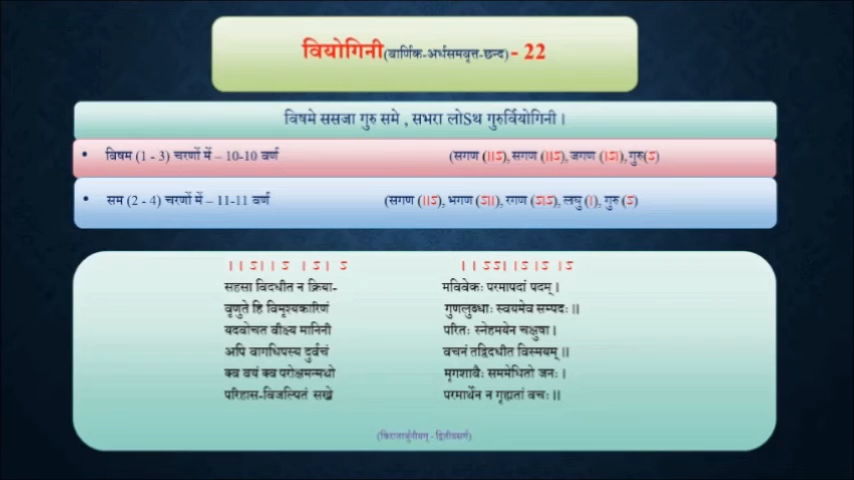 वियोगिनी(वार्णिक-अर्धसमवृत्त-छन्द)- 22
विषमे ससजा गुरु समे , सभरा लोSथ गुरुर्वियोगिनी ।
• विषम (1 - 3) चरणों में – 10-10 वर्ण (सगण (।।ऽ), सगण (।।ऽ), जगण (।ऽ।), गुरु(ऽ)
• सम (2 - 4) चरणों में – 11-11 वर्ण (सगण (।।ऽ), भगण (ऽ।।), रगण (ऽ।ऽ), लघु (।), गुरु (ऽ)
।। ऽ।। ऽ । ऽ। ऽ ।। ऽऽ। ।ऽ ।ऽ ।ऽ
सहसा विदधीत न क्रिया- मविवेकः परमापदां पदम् ।
वृणुते हि विमृश्यकारिणं गुणलुब्धाः स्वयमेव सम्पदः ॥
यदवोचत वीक्ष्य मानिनी परितः स्नेहमयेन चक्षुषा ।
अपि वागधिपस्य दुर्वचं वचनं तद्विदधीत विस्मयम् ॥
क्व वयं क्व परोक्षमन्मथो मृगशावैः सममेधितो जनः ।
परिहास-विजल्पितं सखे परमार्थेन न गृह्यतां वचः ॥
(किरातार्जुनीयम् - द्वितीयसर्ग)